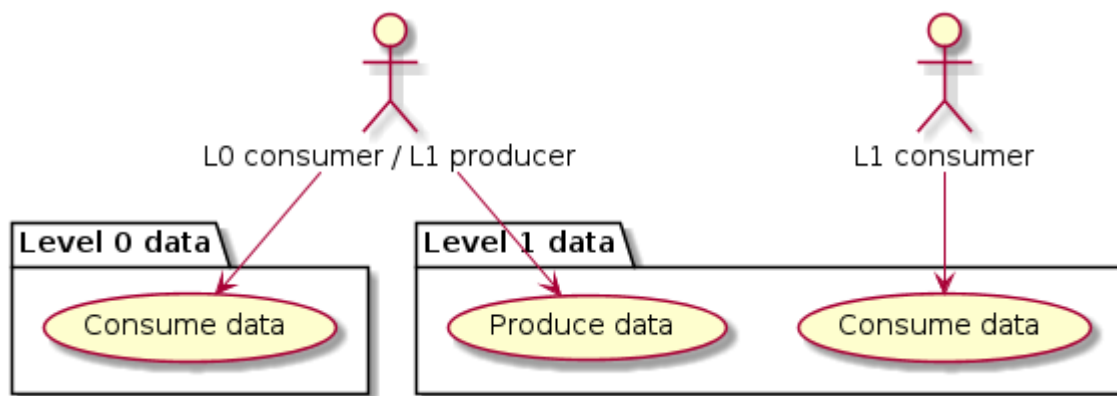 L0 consumer / L1 producer
L1 consumer
Level 0 data
Level 1 data
Consume data
Produce data
Consume data